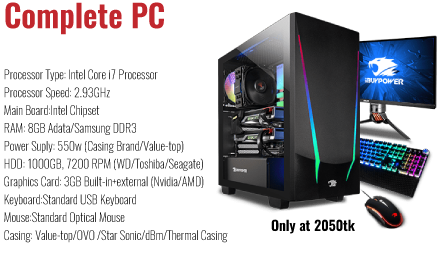 Complete PC
Processor Type: Intel Core i7 Processor
Processor Speed: 2.93GHz
Main Board:Intel Chipset
RAM: 8GB Adata/Samsung DDR3
Power Suply: 550w (Casing Brand/Value-top)
HDD: 1000GB, 7200 RPM (WD/Toshiba/Seagate)
Graphics Card: 3GB Built-in+external (Nvidia/AMD)
Keyboard:Standard USB Keyboard
Mouse:Standard Optical Mouse
Casing: Value-top/OVO /Star Sonic/dBm/Thermal Casing
iBUYPOWER
Only at 2050tk